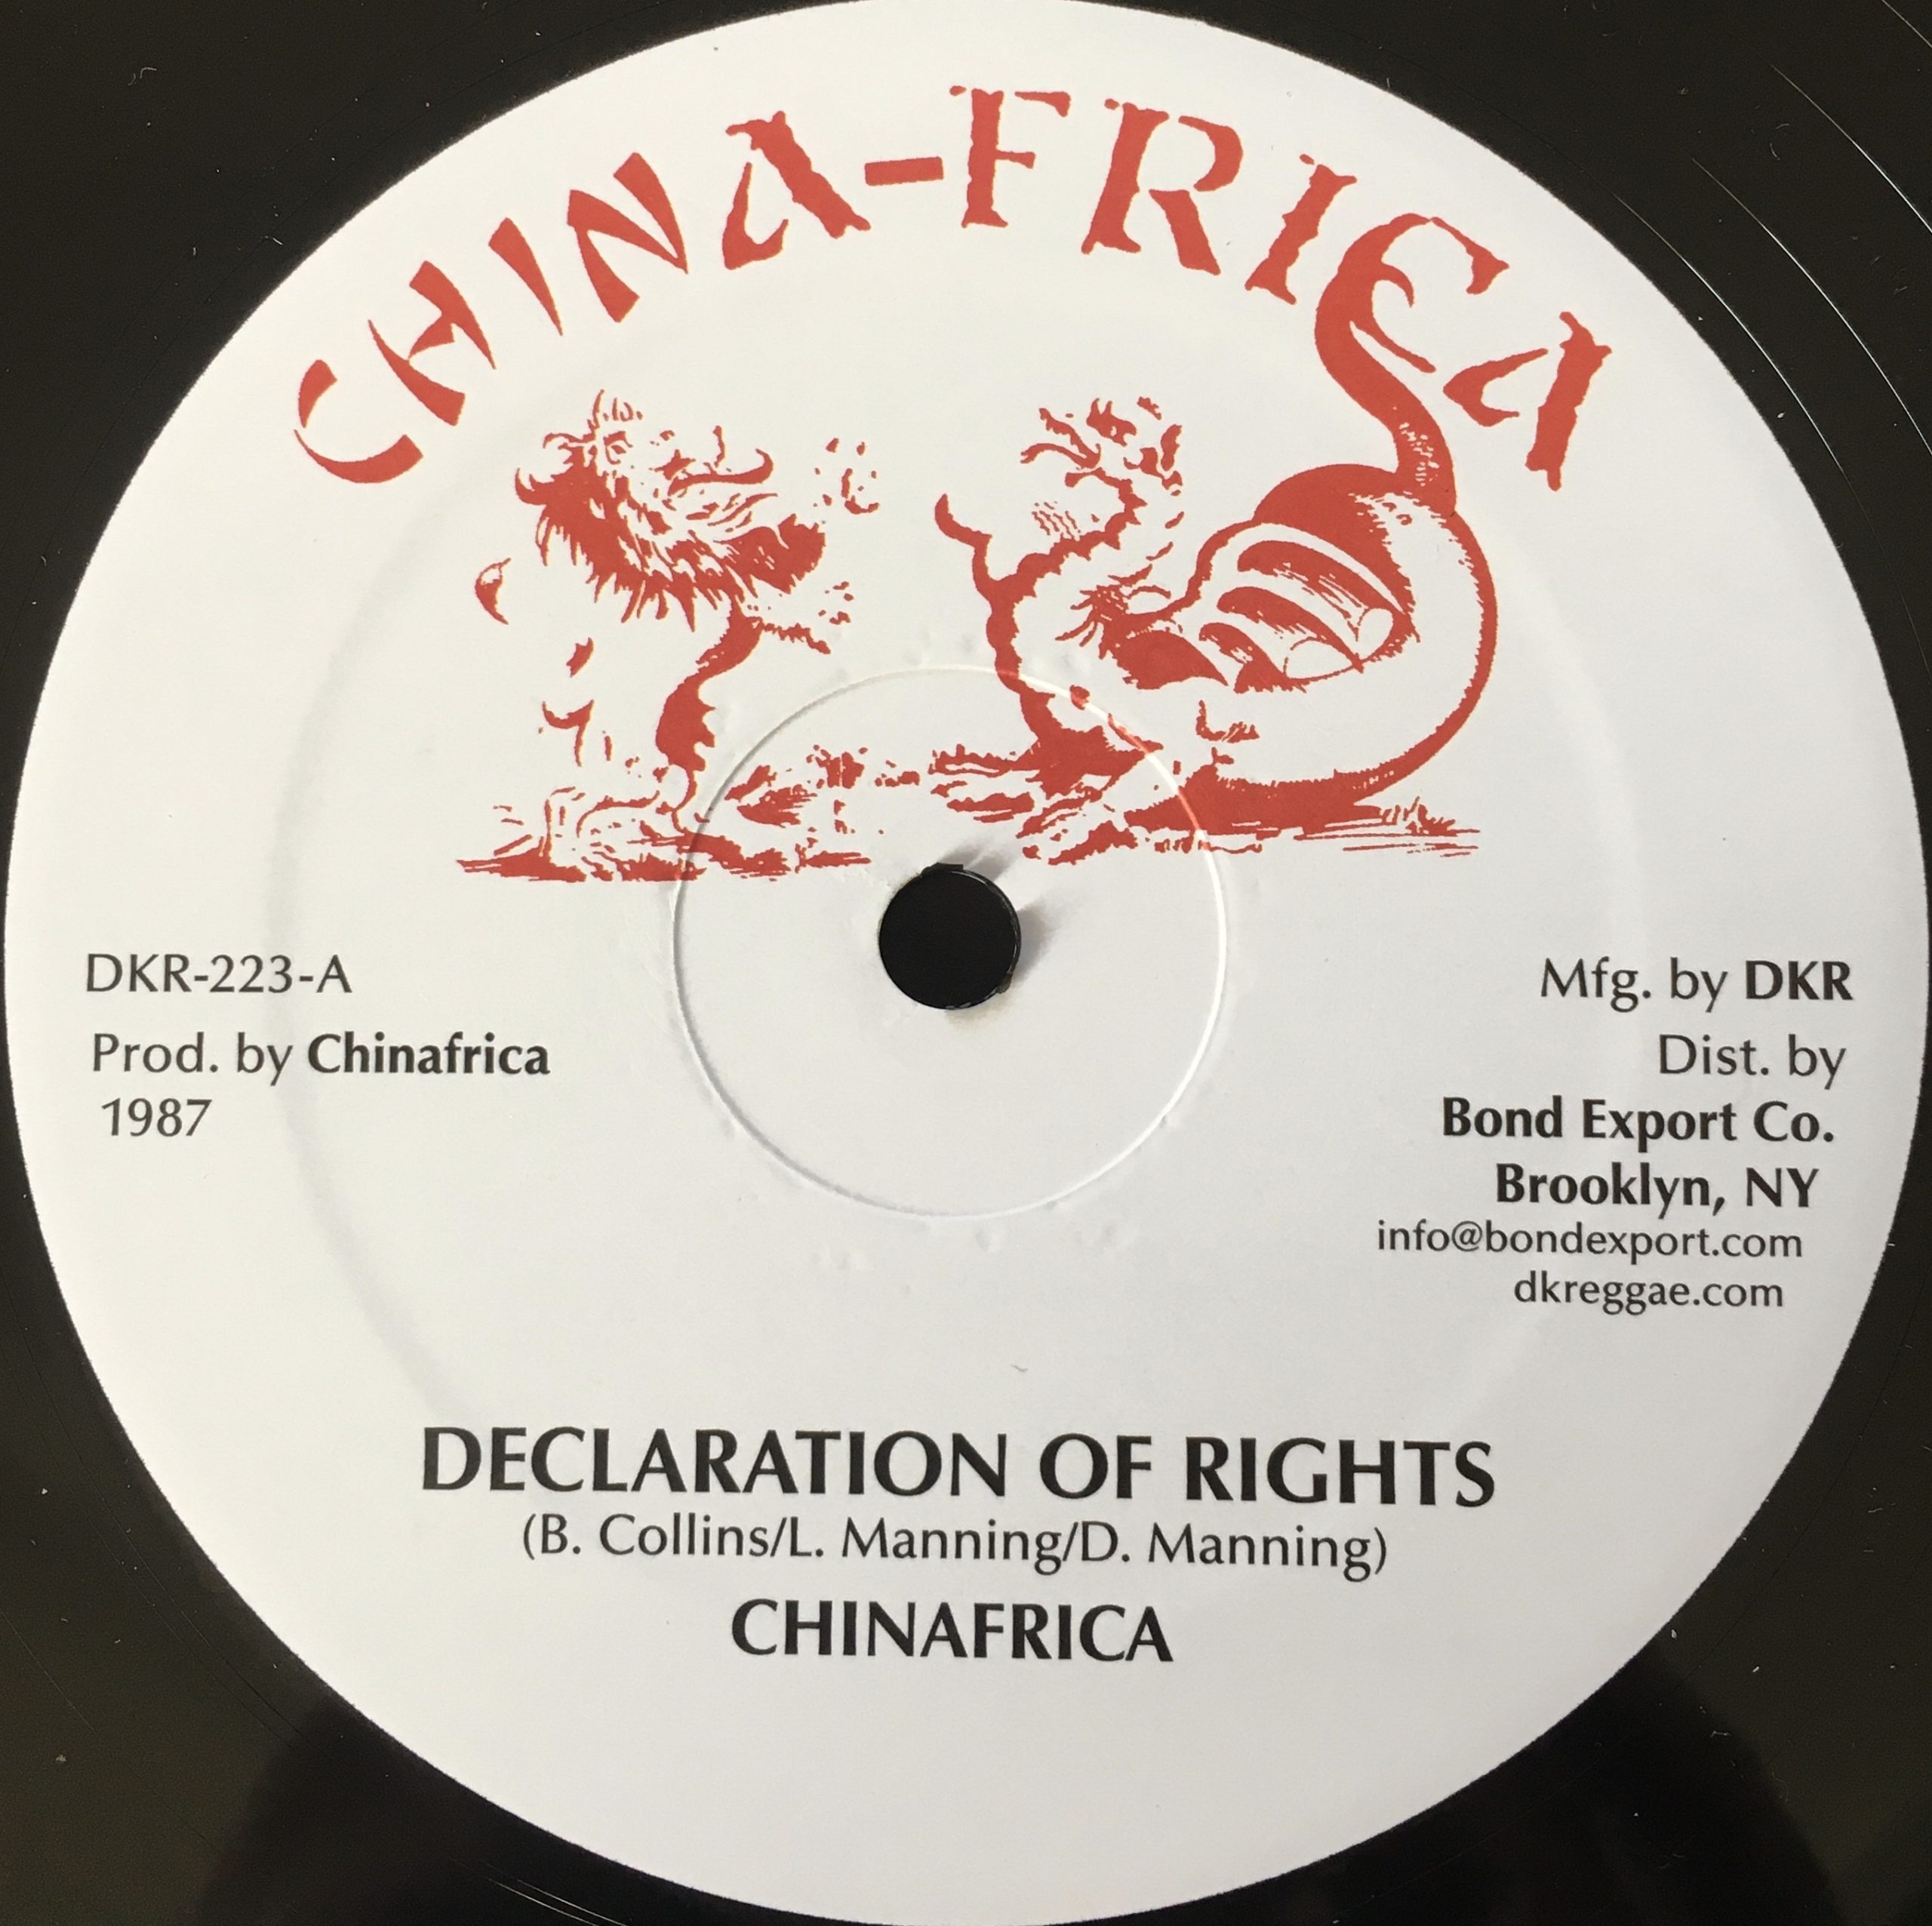 CHINA-FRICA
DKR-223-A
Prod. by Chinafrica
1987
Mfg. by DKR
Dist. by
Bond Export Co.
Brooklyn, NY
info@bondexport.com
dkreggae.com
DECLARATION OF RIGHTS
(B. Collins/L. Manning/D. Manning)
CHINAFRICA